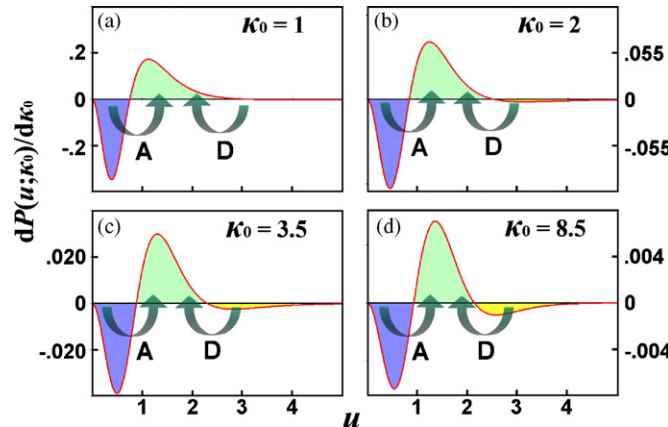 (a) κ₀ = 1
(b) κ₀ = 2
.2
0
-.2
.055
0
-.055
A D
A D
dP(u;κ₀)/dκ₀
(c) κ₀ = 3.5
(d) κ₀ = 8.5
.020
0
-.020
.004
0
-.004
A D
A D
1 2 3 4
1 2 3 4
u